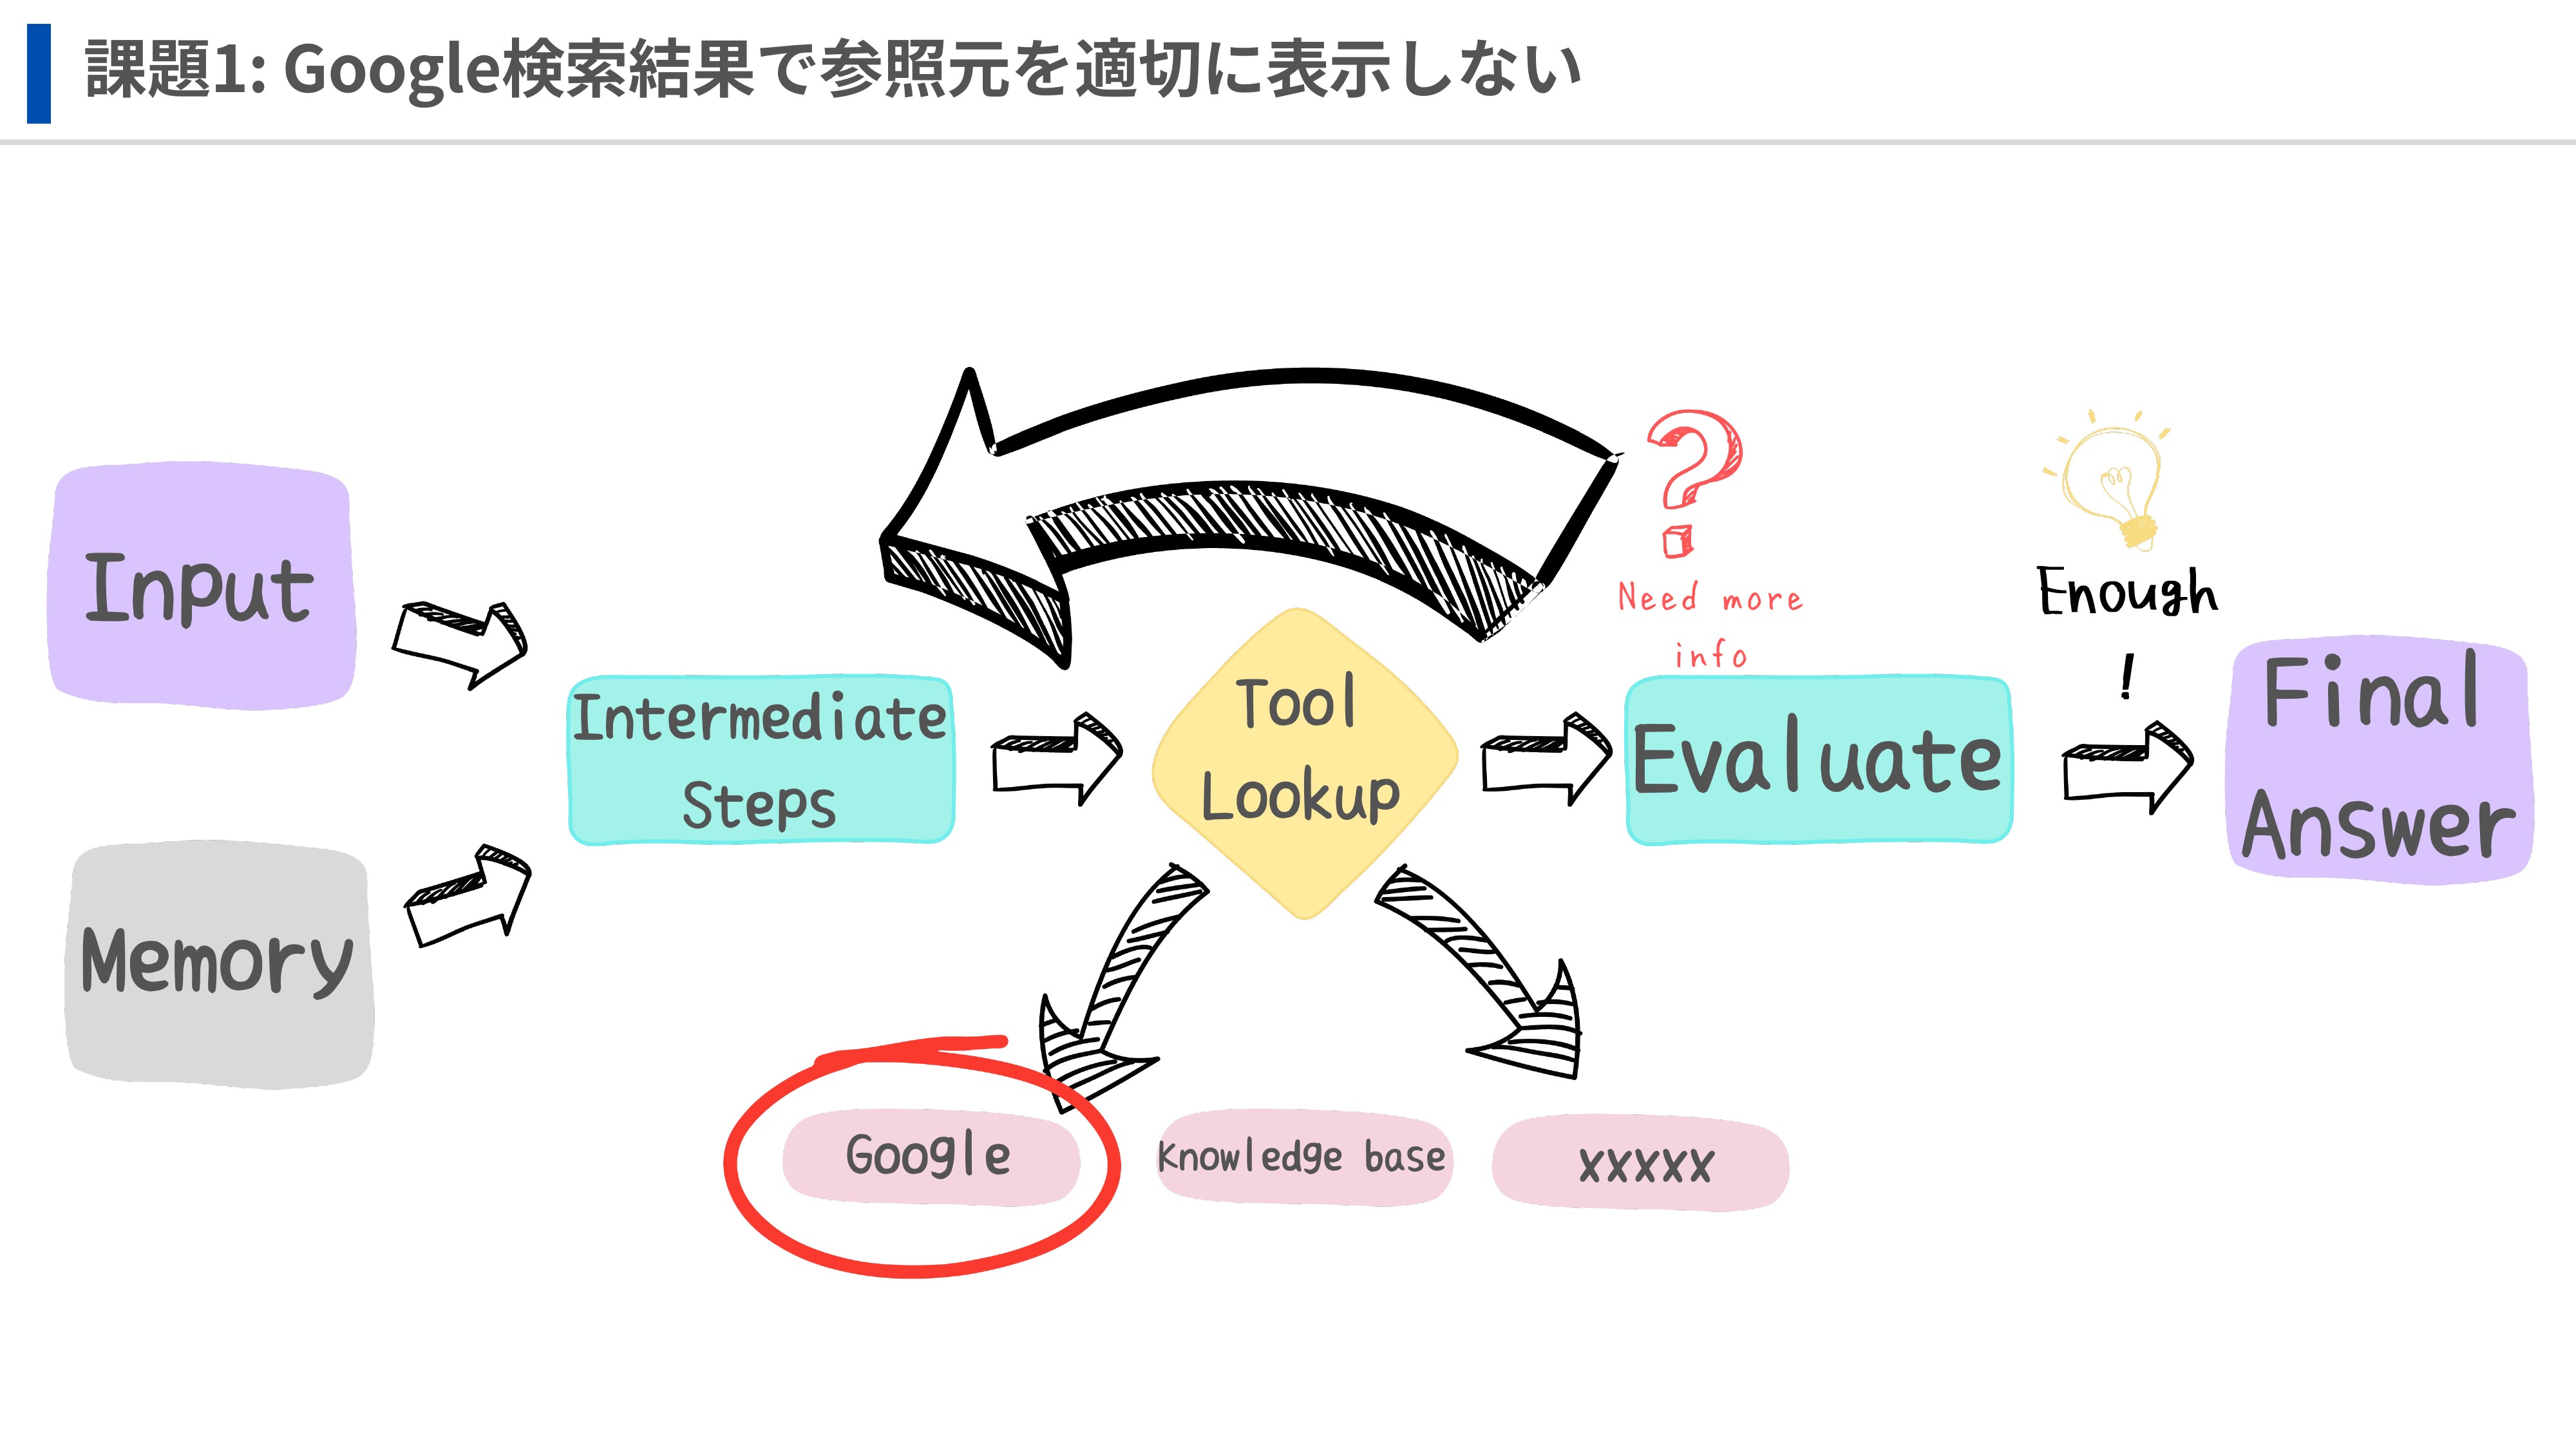 課題1: Google検索結果で参照元を適切に表示しない
Input
Memory
Intermediate
Steps
Tool
Lookup
Need more
info
Evaluate
Enough
!
Final
Answer
Google
Knowledge base
xxxxx